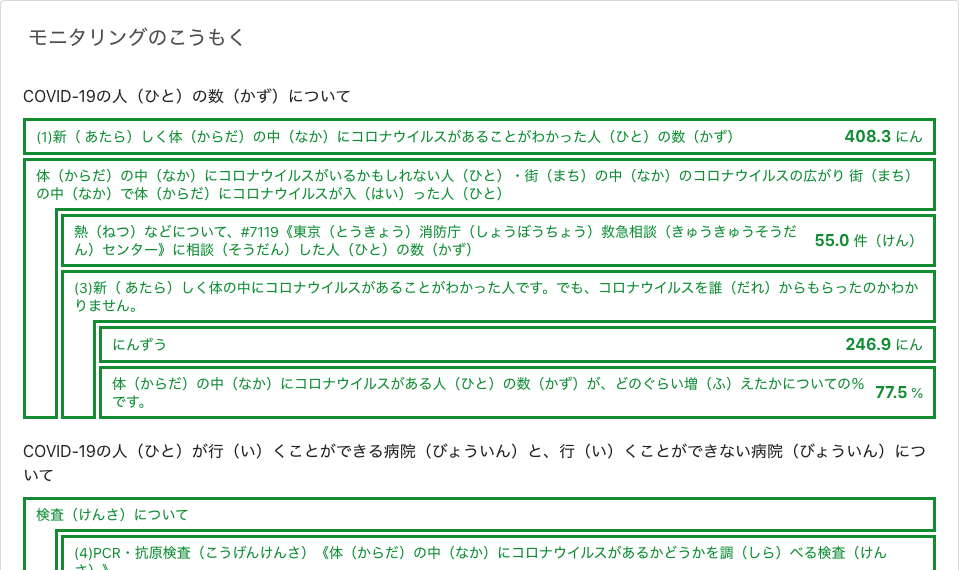 モニタリングのこうもく
COVID-19の人（ひと）の数（かず）について
(1)新（ あたら）しく体（からだ）の中（なか）にコロナウイルスがあることがわかった人（ひと）の数（かず） 408.3 にん
体（からだ）の中（なか）にコロナウイルスがいるかもしれない人（ひと）・街（まち）の中（なか）のコロナウイルスの広がり 街（まち）
の中（なか）で体（からだ）にコロナウイルスが入（はい）った人（ひと）
熱（ねつ）などについて、#7119《東京（とうきょう）消防庁（しょうぼうちょう）救急相談（きゅうきゅうそうだ
ん）センター》に相談（そうだん）した人（ひと）の数（かず） 55.0 件（けん）
(3)新（ あたら）しく体の中にコロナウイルスがあることがわかった人です。でも、コロナウイルスを誰（だれ）からもらったのかわか
りません。
にんずう 246.9 にん
体（からだ）の中（なか）にコロナウイルスがある人（ひと）の数（かず）が、どのぐらい増（ふ）えたかについての％
です。 77.5 %
COVID-19の人（ひと）が行（い）くことができる病院（びょういん）と、行（い）くことができない病院（びょういん）につ
いて
検査（けんさ）について
(4)PCR・抗原検査（こうげんけんさ）《体（からだ）の中（なか）にコロナウイルスがあるかどうかを調（しら）べる検査（けん
さ）》